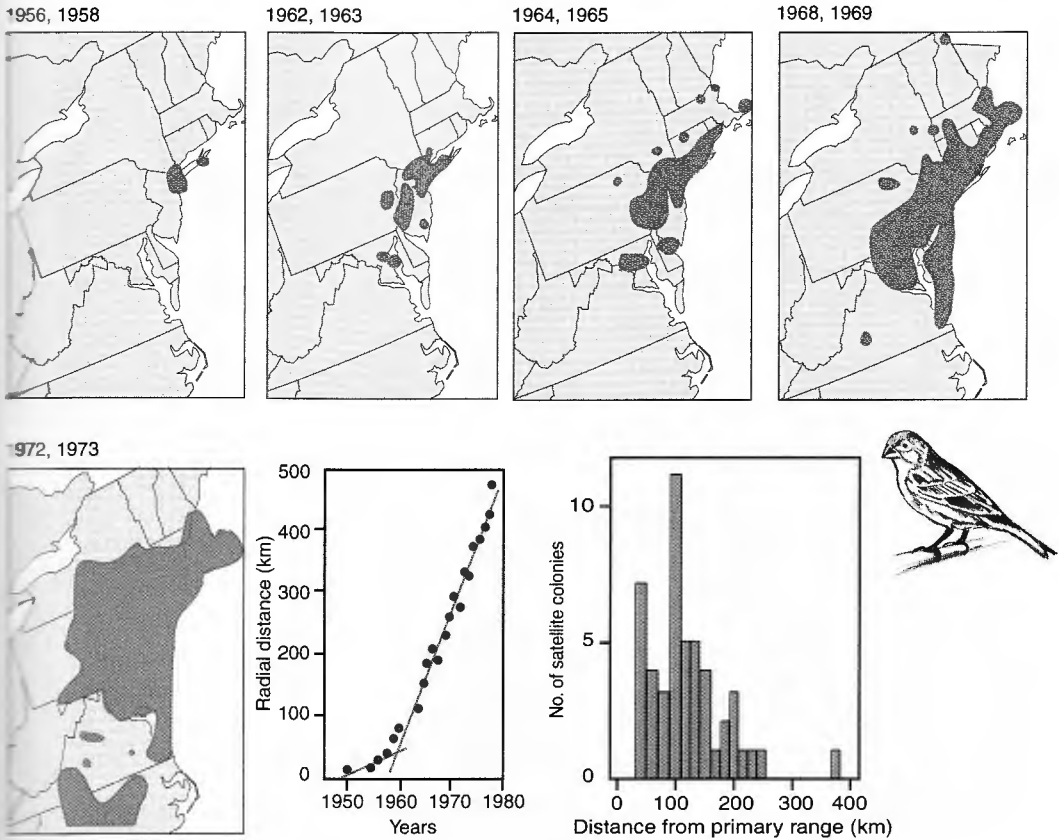 1956, 1958
1962, 1963
1964, 1965
1968, 1969
1972, 1973
500
400
300
200
100
0
Radial distance (km)
1950 1960 1970 1980
Years
10
5
0
No. of satellite colonies
0 100 200 300 400
Distance from primary range (km)